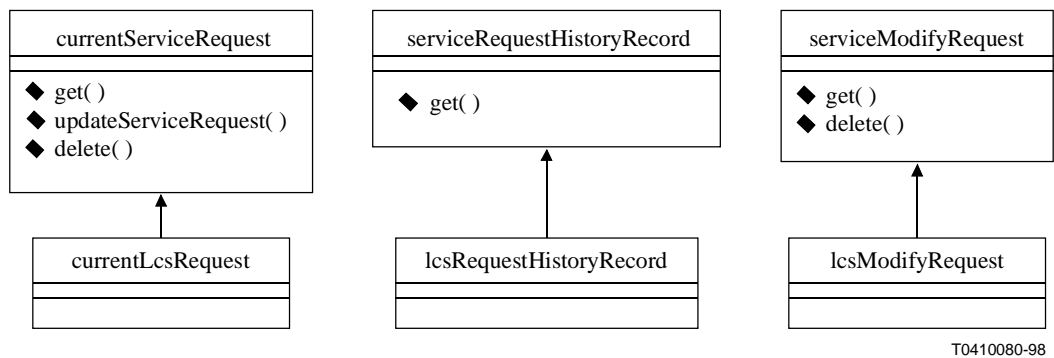 currentServiceRequest
get( )
updateServiceRequest( )
delete( )
serviceRequestHistoryRecord
get( )
serviceModifyRequest
get( )
delete( )
currentLcsRequest
lcsRequestHistoryRecord
lcsModifyRequest
T0410080-98